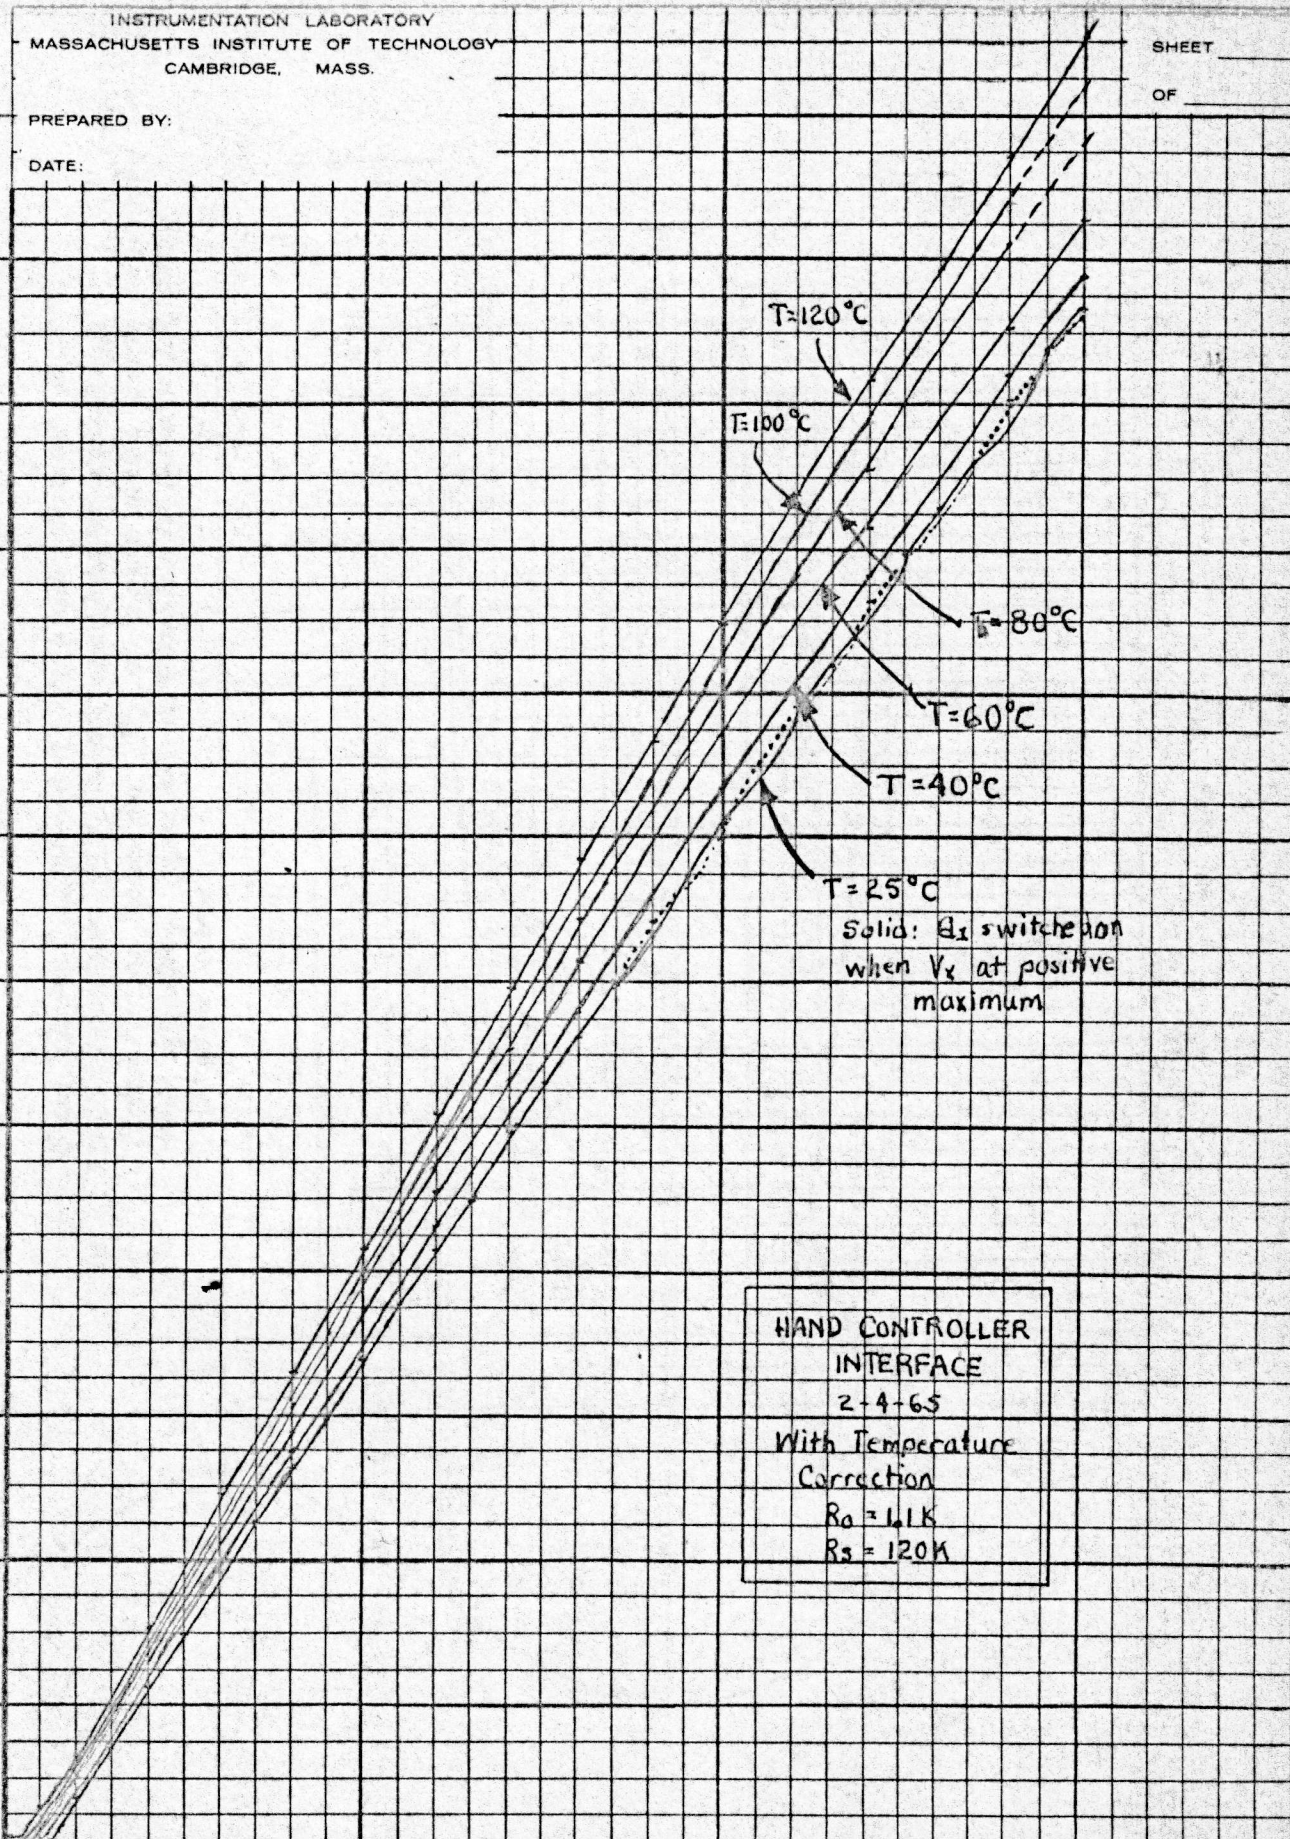 INSTRUMENTATION LABORATORY
MASSACHUSETTS INSTITUTE OF TECHNOLOGY
CAMBRIDGE, MASS.
PREPARED BY:
DATE:
SHEET
OF
T=120°C
T=100°C
T=80°C
T=60°C
T=40°C
T=25°C
Solid: switched on
when Vx at positive
maximum
HAND CONTROLLER
INTERFACE
2-4-65
With Temperature
Correction
Ro = 1.1K
Rs = 120K